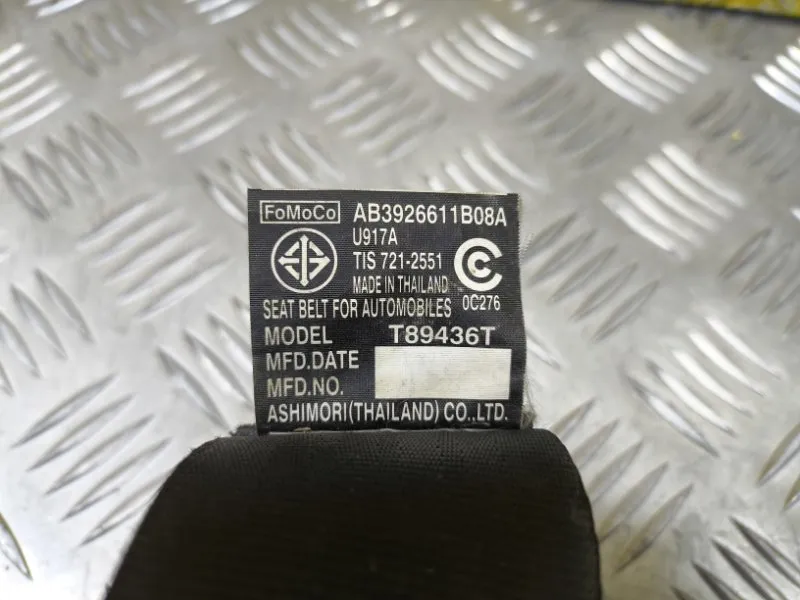 FoMoCo AB3926611B08A
U917A
TIS 721-2551
MADE IN THAILAND
SEAT BELT FOR AUTOMOBILES 0C276
MODEL T89436T
MFD.DATE
MFD.NO.
ASHIMORI(THAILAND) CO.,LTD.